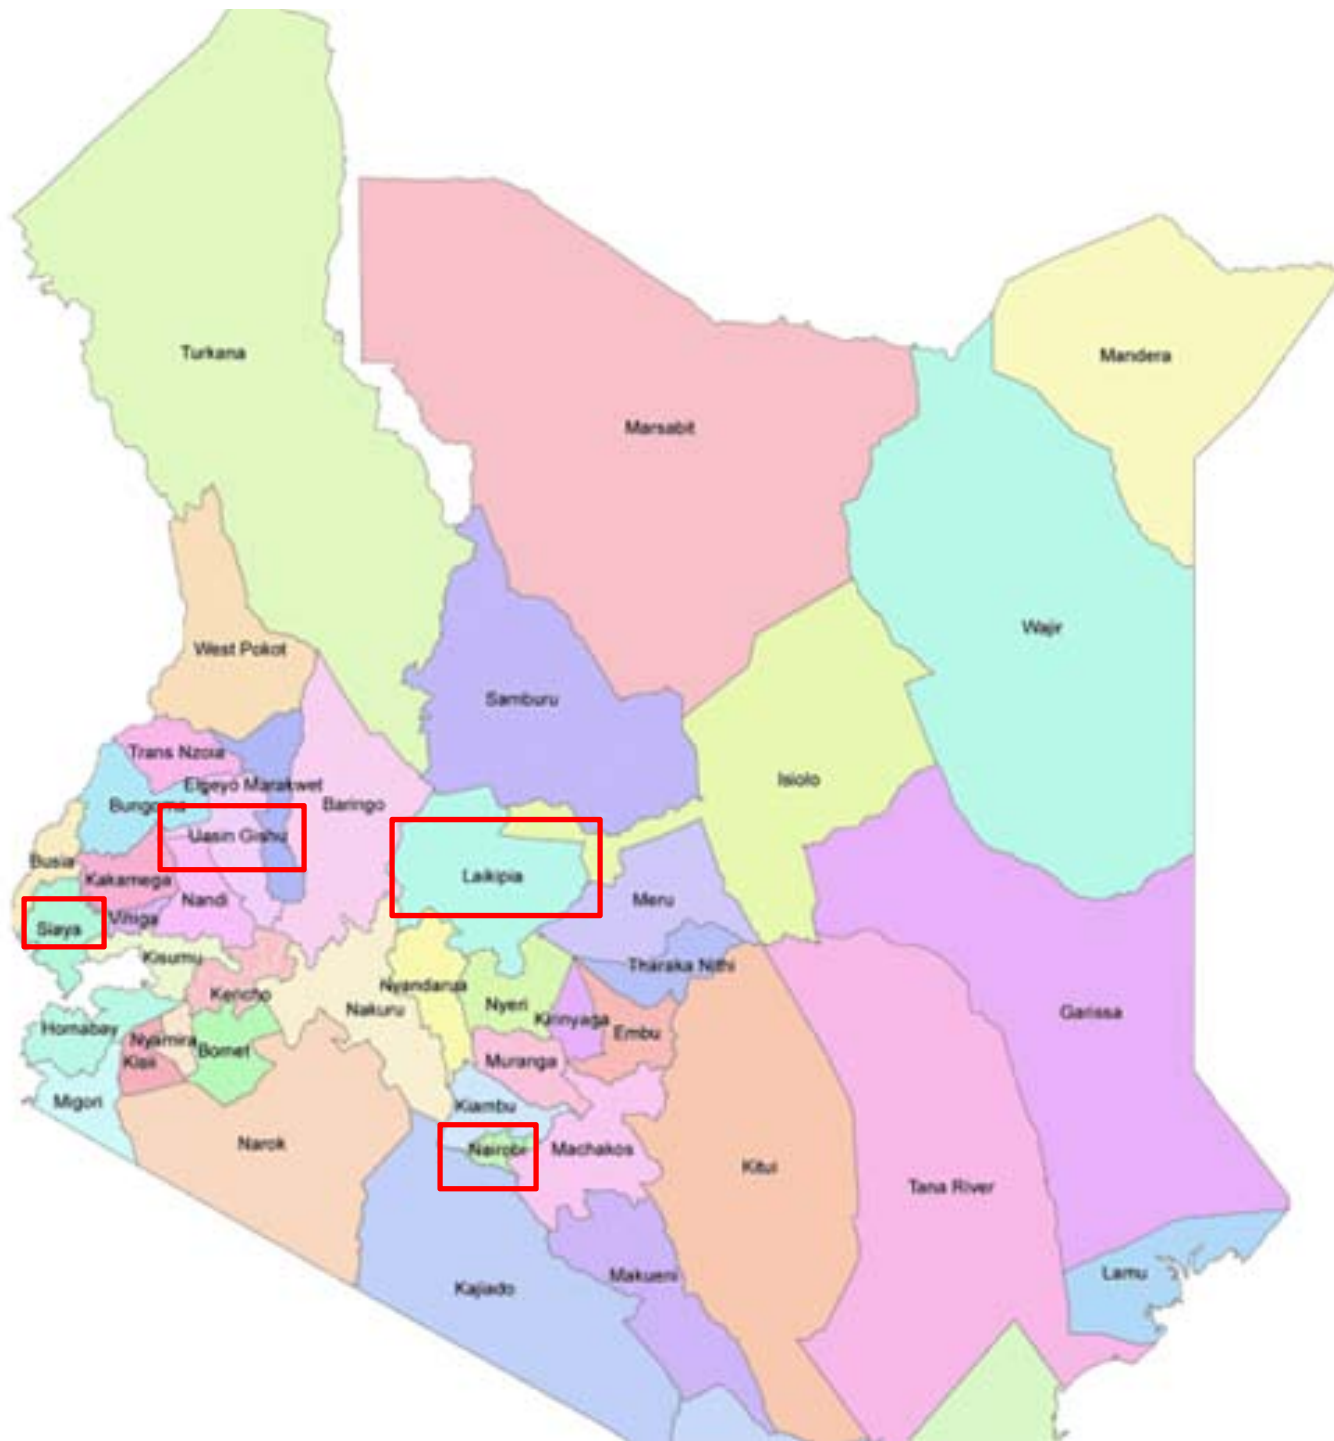 Turkana
Mandera
Marsabit
Wajir
West Pokot
Samburu
Trans Nzoia
Isiolo
Elgeyo Marakwet
Bungoma
Baringo
Uasin Gishu
Busia
Laikipia
Kakamega
Nandi
Meru
Vihiga
Siaya
Kisumu
Tharaka Nithi
Kericho
Nyandarua
Nakuru
Nyeri
Garissa
Kirinyaga
Homabay
Embu
Nyamira
Bomet
Kisii
Muranga
Migori
Kiambu
Narok
Nairobi
Machakos
Kitui
Tana River
Makueni
Lamu
Kajiado